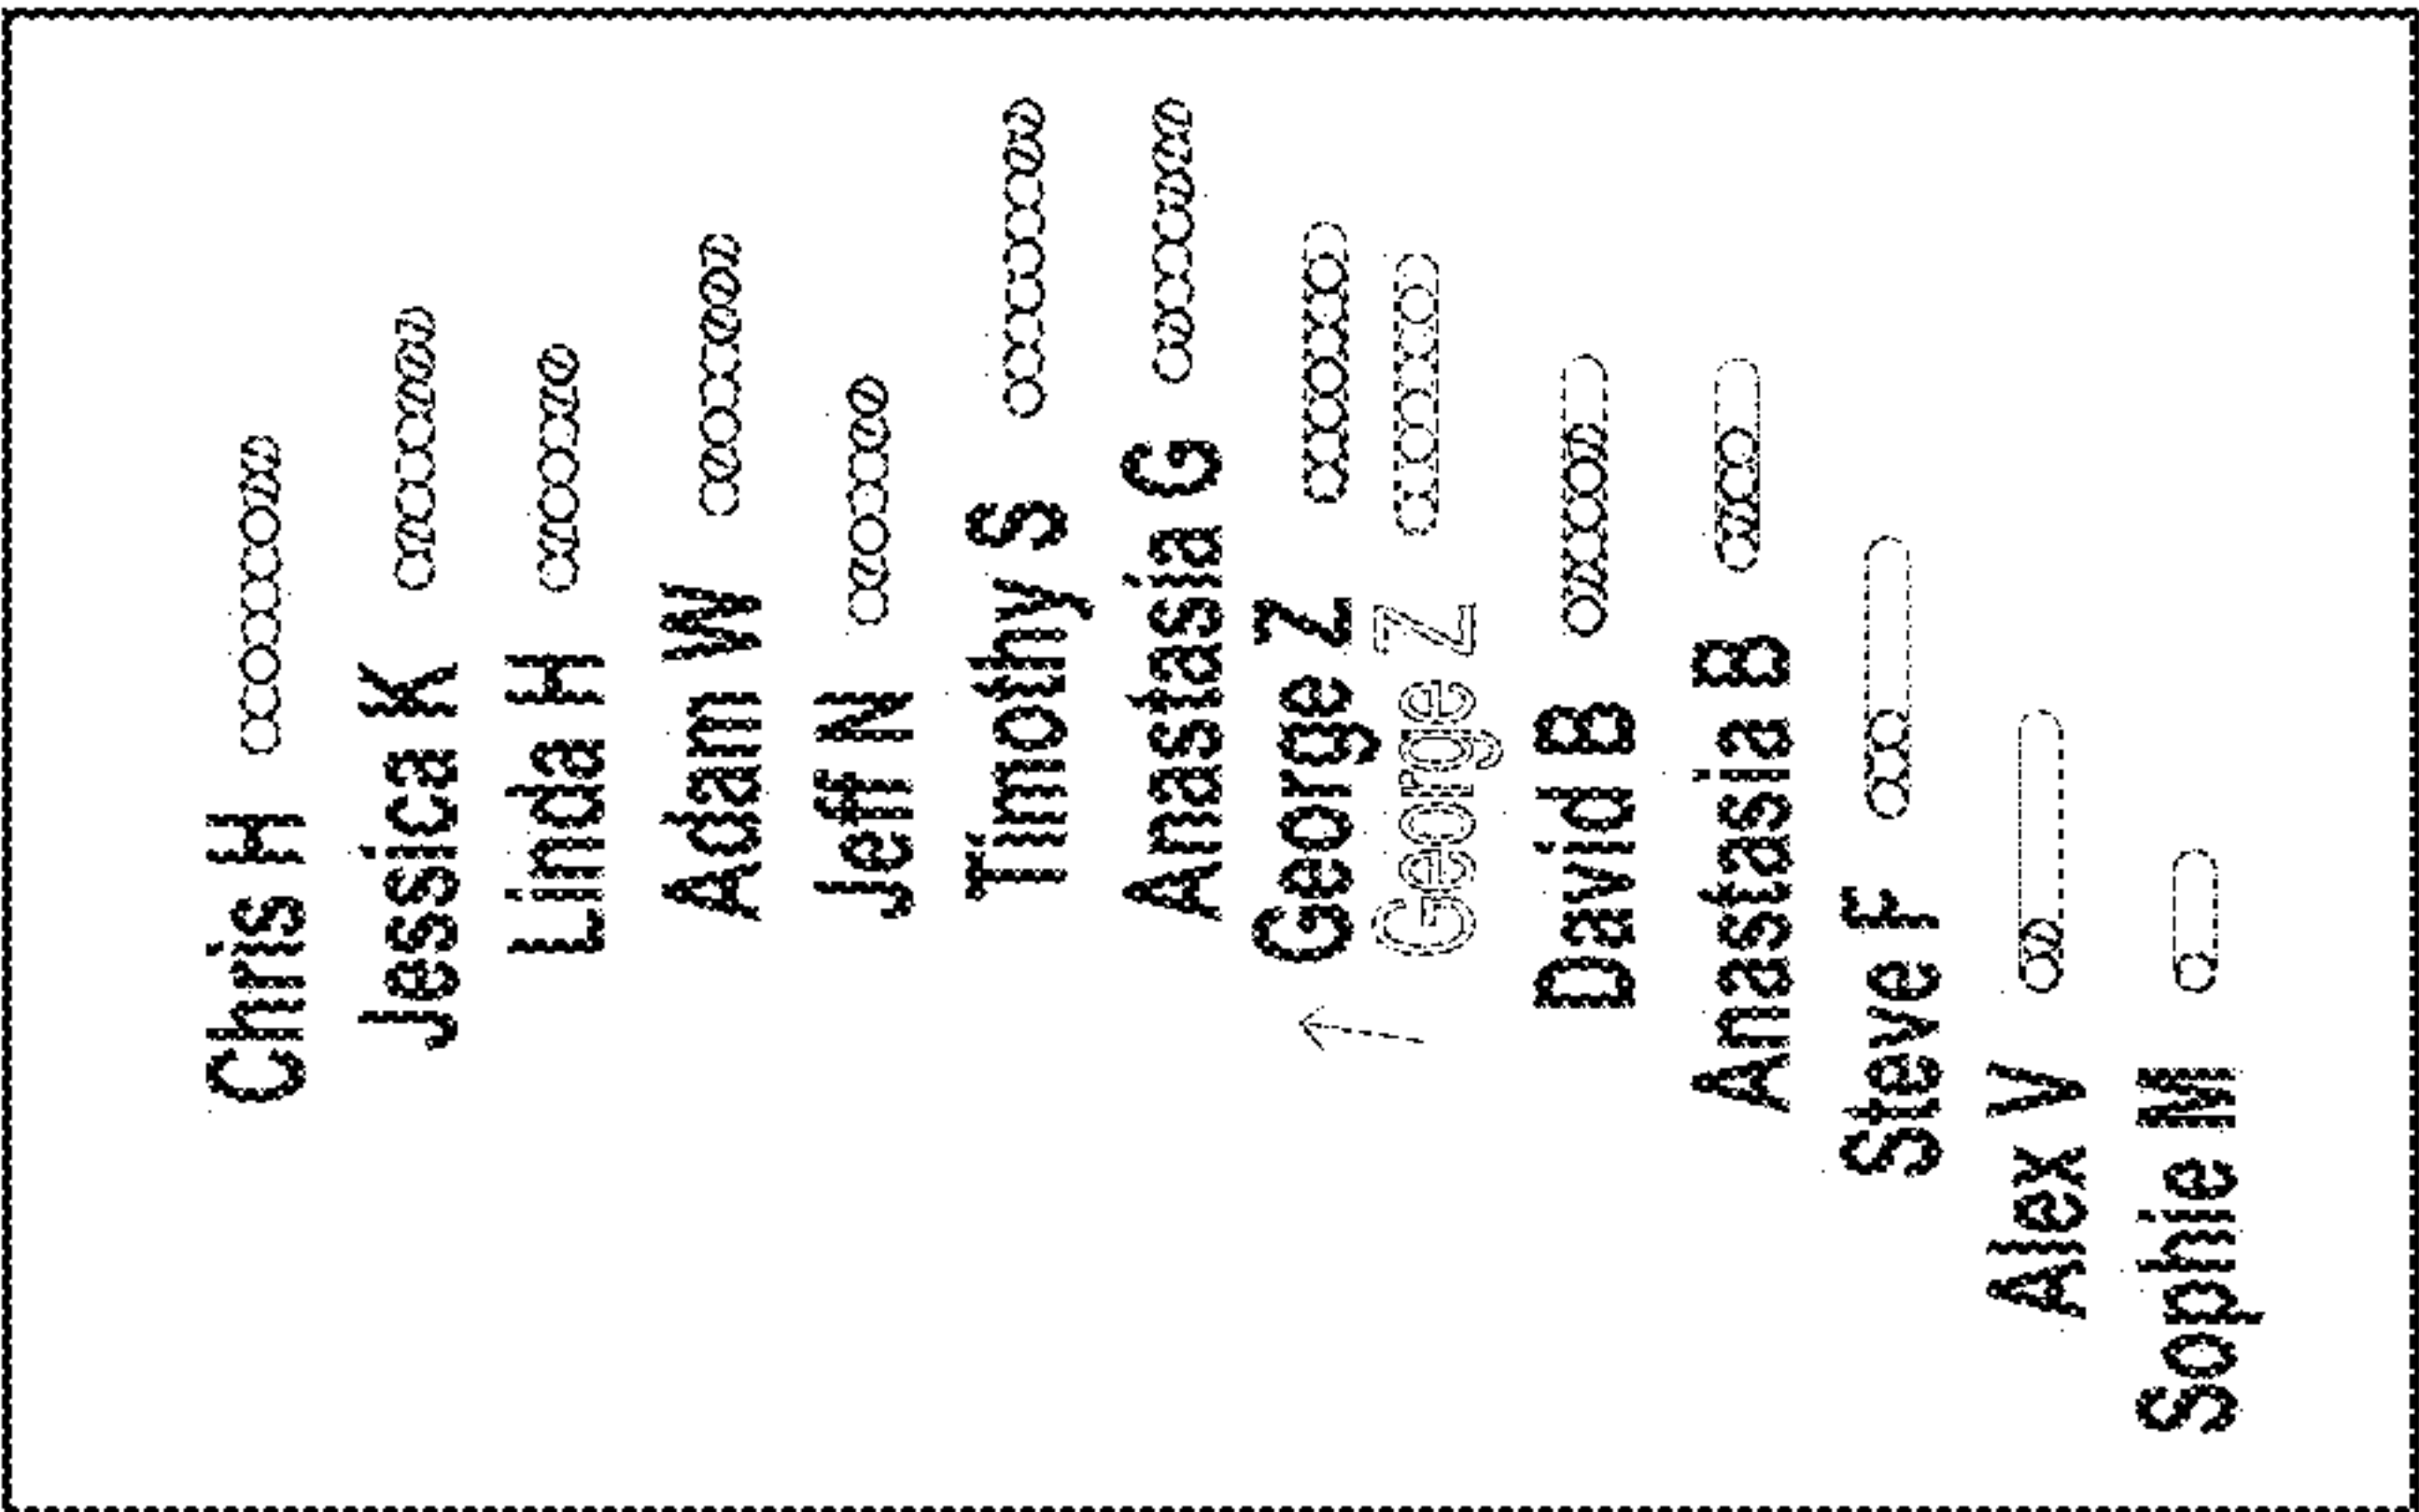 Chris H
Jessica K
Linda H
Adam W
Jeff N
Timothy S
Anastasia G
George Z
George Z
David B
Anastasia B
Steve F
Alex V
Sophie M